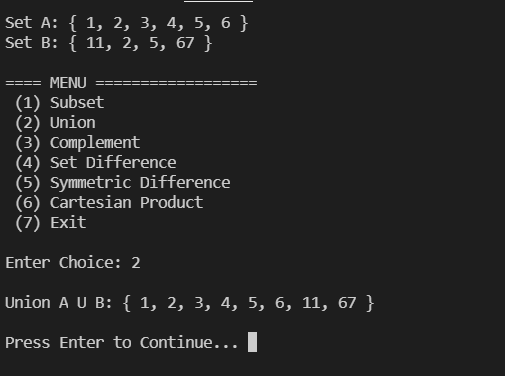 Set A: { 1, 2, 3, 4, 5, 6 }
Set B: { 11, 2, 5, 67 }
==== MENU ==================
(1) Subset
(2) Union
(3) Complement
(4) Set Difference
(5) Symmetric Difference
(6) Cartesian Product
(7) Exit
Enter Choice: 2
Union A U B: { 1, 2, 3, 4, 5, 6, 11, 67 }
Press Enter to Continue...